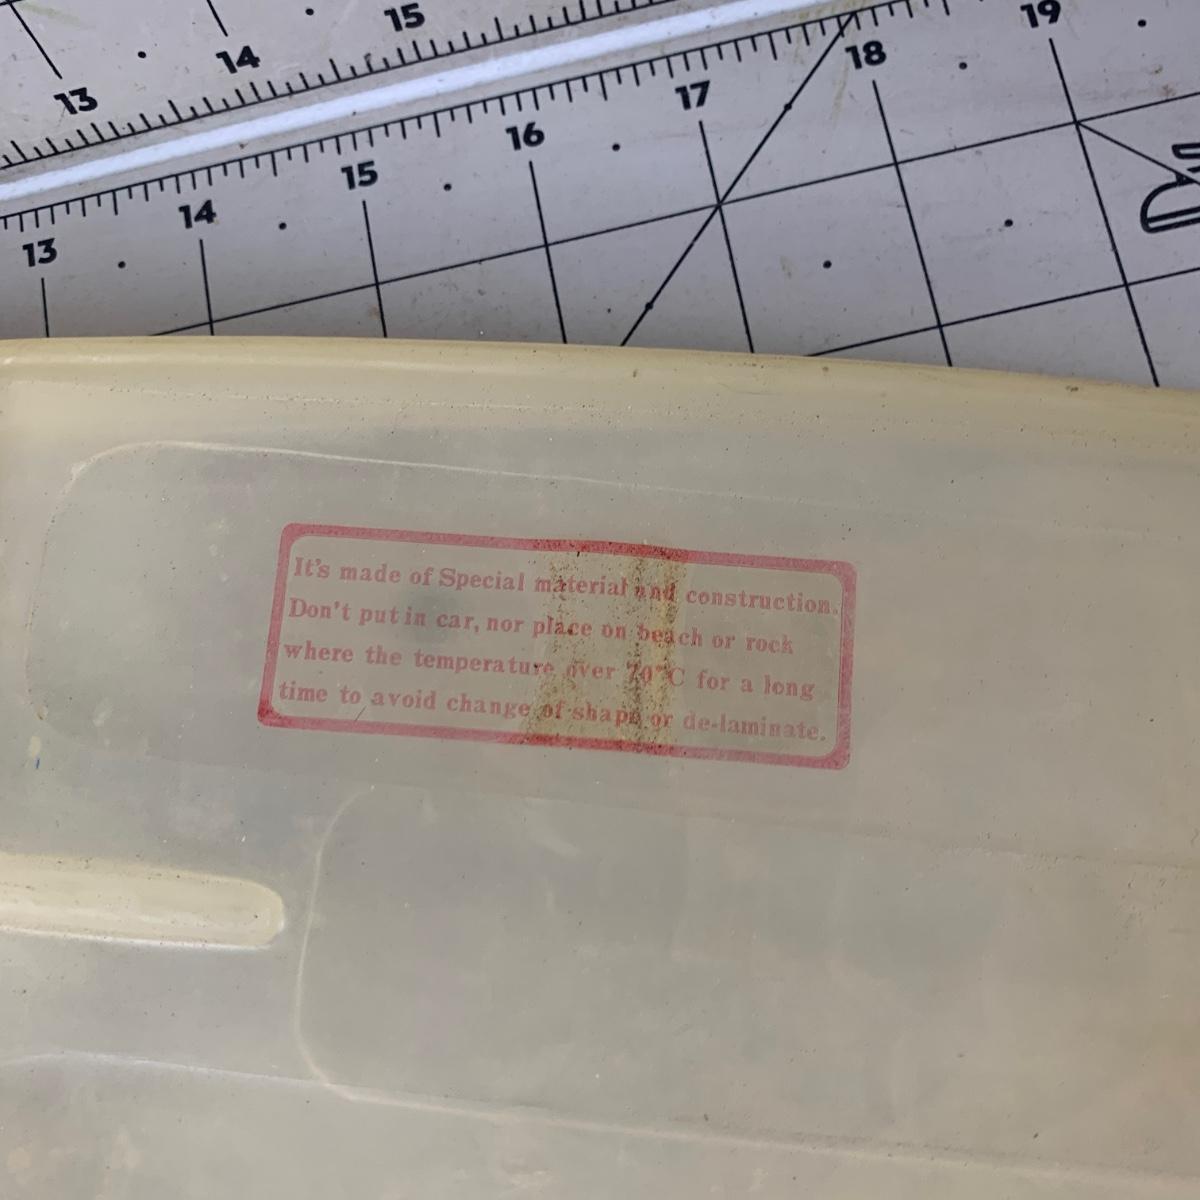 13 14 15
13 14 15 16 17 18 19
It's made of Special material and construction.
Don't put in car, nor place on beach or rock
where the temperature over 70°C for a long
time to avoid change of shape or de-laminate.